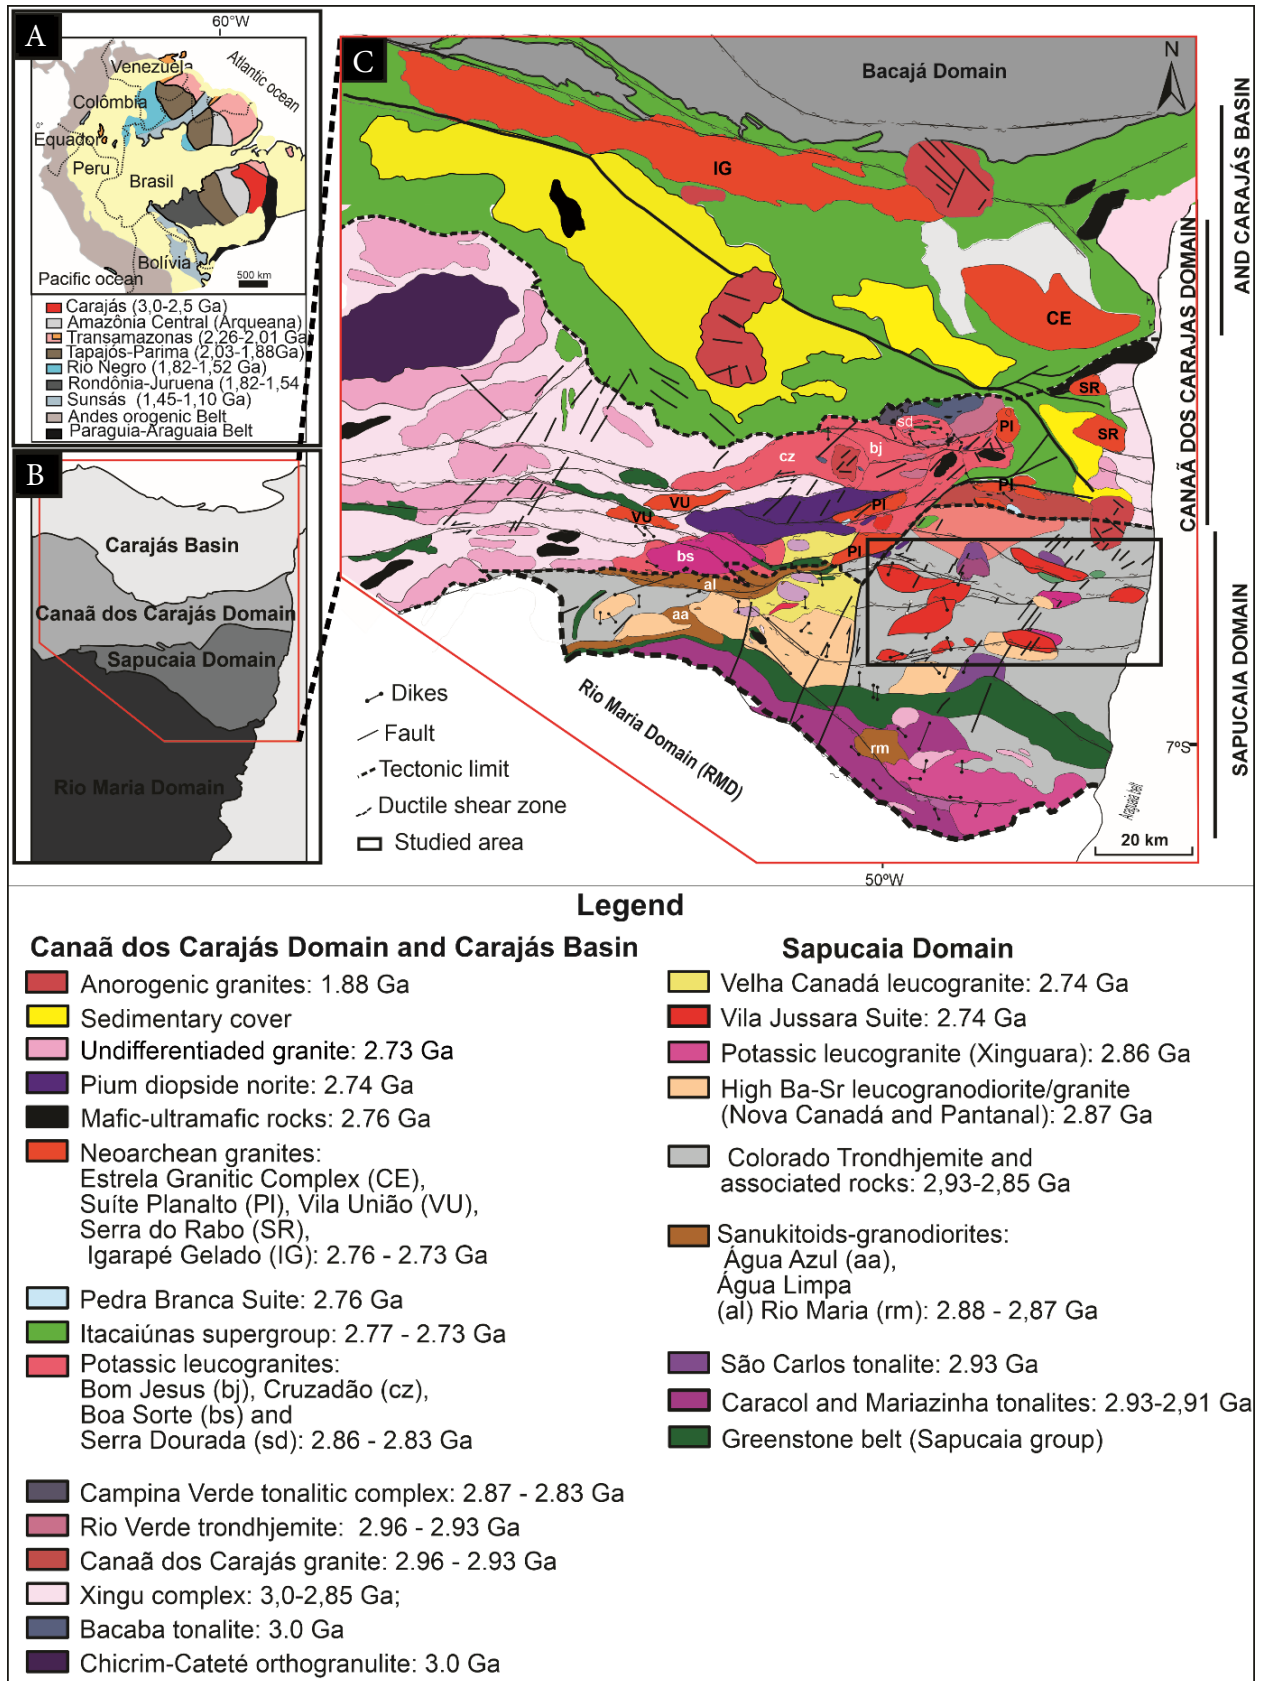 A
60°W
Venezuela
Atlantic ocean
Colômbia
0°
Equador
Peru
Brasil
Bolívia
Pacific ocean
500 km
Carajás (3,0-2,5 Ga)
Amazônia Central (Arqueana)
Transamazonas (2,26-2,01 Ga
Tapajós-Parima (2,03-1,88Ga)
Rio Negro (1,82-1,52 Ga)
Rondônia-Juruena (1,82-1,54
Sunsás (1,45-1,10 Ga)
Andes orogenic Belt
Paraguia-Araguaia Belt
B
Carajás Basin
Canaã dos Carajás Domain
Sapucaia Domain
Rio Maria Domain
C
Bacajá Domain
N
IG
CE
SR
SR
sd
PI
bj
cz
PI
VU
PI
VU
PI
bs
al
aa
rm
Rio Maria Domain (RMD)
7ºS
Araguaia belt
20 km
50ºW
Dikes
Fault
Tectonic limit
Ductile shear zone
Studied area
CANAÃ DOS CARAJÁS DOMAIN
AND CARAJÁS BASIN
SAPUCAIA DOMAIN
Legend
Canaã dos Carajás Domain and Carajás Basin
Anorogenic granites: 1.88 Ga
Sedimentary cover
Undifferentiaded granite: 2.73 Ga
Pium diopside norite: 2.74 Ga
Mafic-ultramafic rocks: 2.76 Ga
Neoarchean granites:
Estrela Granitic Complex (CE),
Suíte Planalto (PI), Vila União (VU),
Serra do Rabo (SR),
Igarapé Gelado (IG): 2.76 - 2.73 Ga
Pedra Branca Suite: 2.76 Ga
Itacaiúnas supergroup: 2.77 - 2.73 Ga
Potassic leucogranites:
Bom Jesus (bj), Cruzadão (cz),
Boa Sorte (bs) and
Serra Dourada (sd): 2.86 - 2.83 Ga
Campina Verde tonalitic complex: 2.87 - 2.83 Ga
Rio Verde trondhjemite: 2.96 - 2.93 Ga
Canaã dos Carajás granite: 2.96 - 2.93 Ga
Xingu complex: 3,0-2,85 Ga;
Bacaba tonalite: 3.0 Ga
Chicrim-Cateté orthogranulite: 3.0 Ga
Sapucaia Domain
Velha Canadá leucogranite: 2.74 Ga
Vila Jussara Suite: 2.74 Ga
Potassic leucogranite (Xinguara): 2.86 Ga
High Ba-Sr leucogranodiorite/granite
(Nova Canadá and Pantanal): 2.87 Ga
Colorado Trondhjemite and
associated rocks: 2,93-2,85 Ga
Sanukitoids-granodiorites:
Água Azul (aa),
Água Limpa
(al) Rio Maria (rm): 2.88 - 2,87 Ga
São Carlos tonalite: 2.93 Ga
Caracol and Mariazinha tonalites: 2.93-2,91 Ga
Greenstone belt (Sapucaia group)